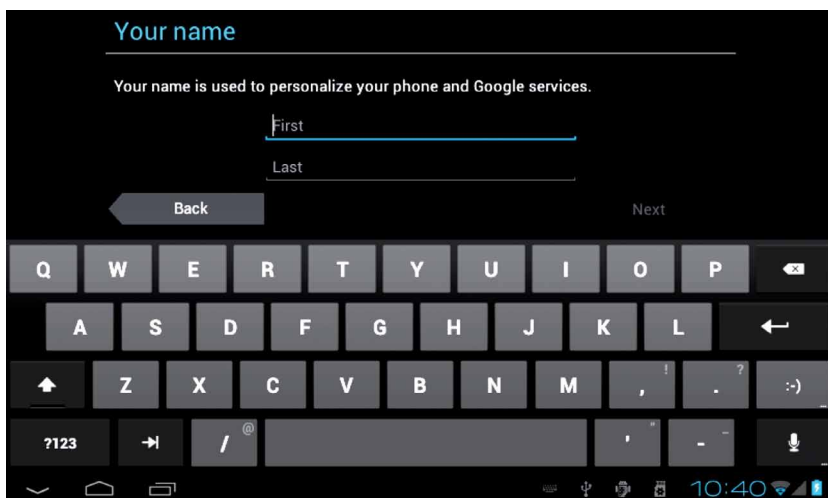 Your name
Your name is used to personalize your phone and Google services.
First
Last
Back Next
Q W E R T Y U I O P
A S D F G H J K L
Z X C V B N M , ! . ? :-)
?123 / @ ' " - _
10:40